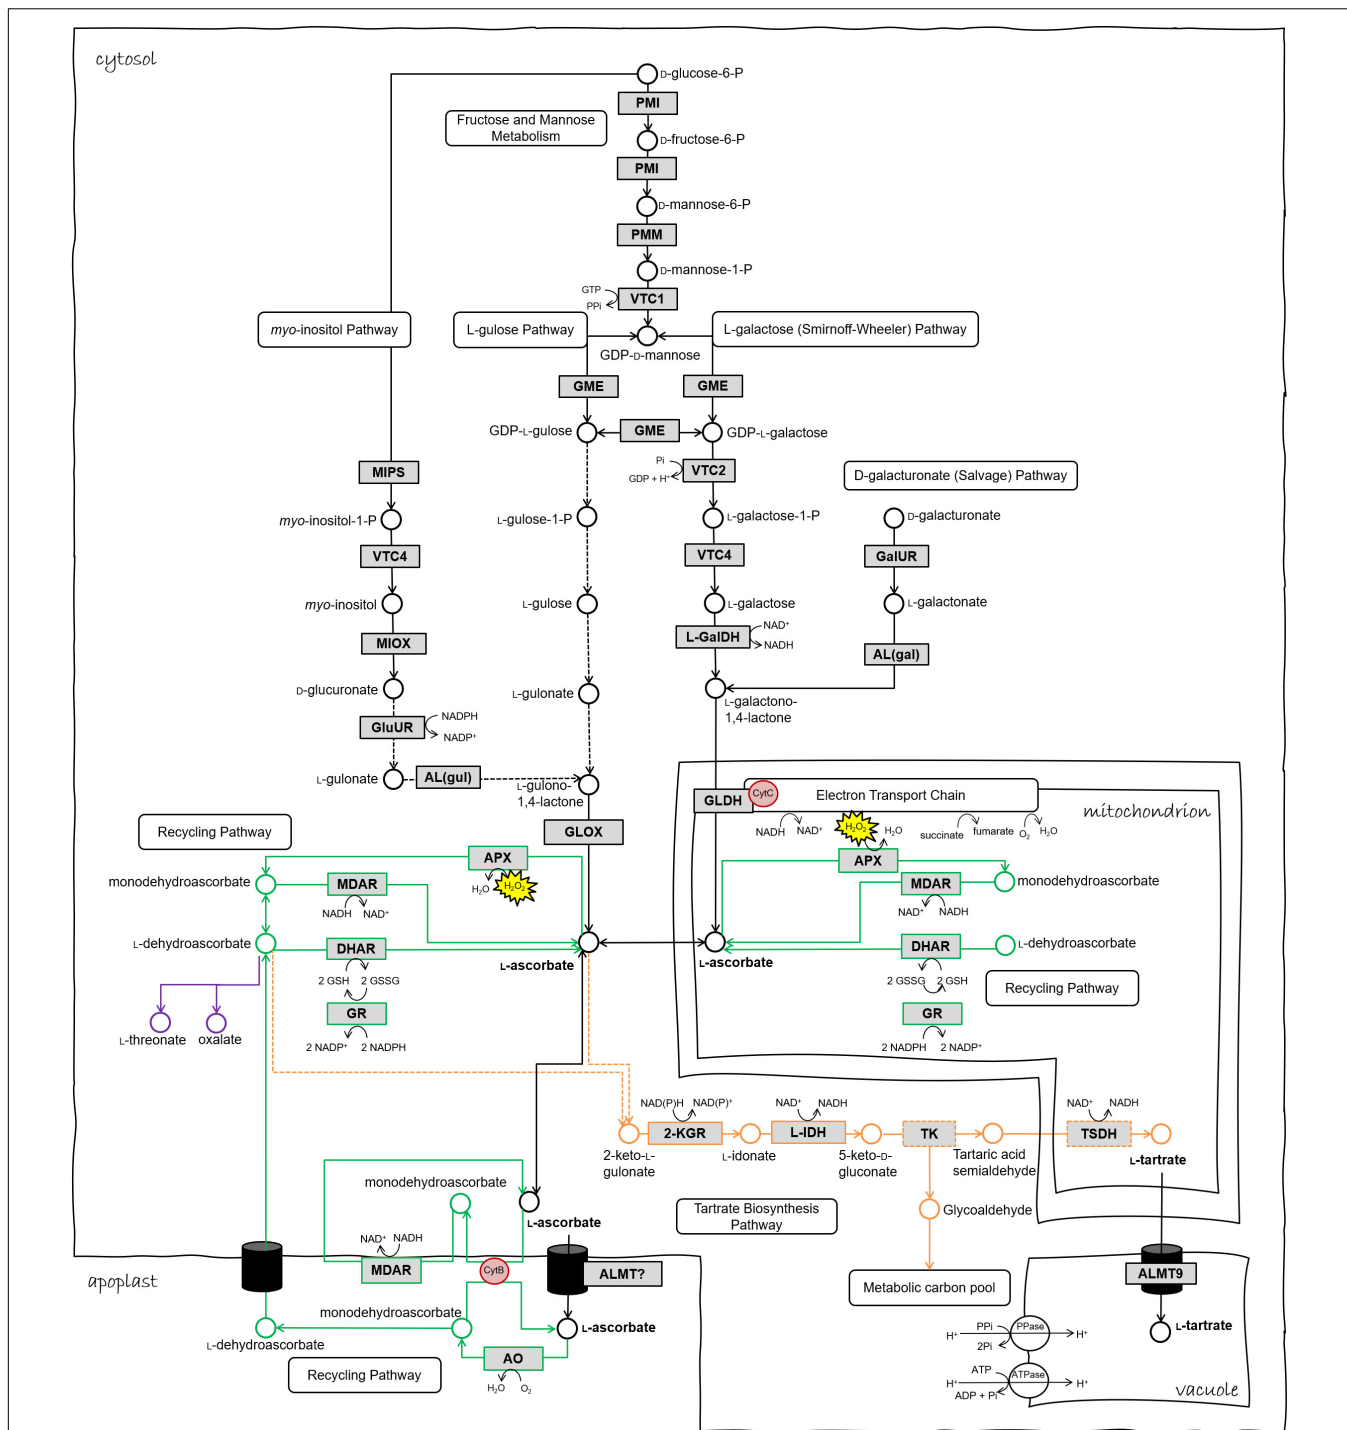 cytosol
D-glucose-6-P
PMI
Fructose and Mannose
Metabolism
D-fructose-6-P
PMI
D-mannose-6-P
PMM
D-mannose-1-P
GTP
VTC1
PPi
myo-inositol Pathway
L-gulose Pathway
L-galactose (Smirnoff-Wheeler) Pathway
GDP-D-mannose
GME
GME
GDP-L-gulose
GME
GDP-L-galactose
MIPS
Pi
VTC2
GDP + H⁺
D-galacturonate (Salvage) Pathway
myo-inositol-1-P
L-gulose-1-P
L-galactose-1-P
D-galacturonate
VTC4
VTC4
GalUR
myo-inositol
L-gulose
L-galactose
L-galactonate
MIOX
L-GalDH
NAD⁺
NADH
AL(gal)
D-glucuronate
L-gulonate
L-galactono-
1,4-lactone
GluUR
NADPH
NADP⁺
L-gulonate
AL(gul)
L-gulono-
1,4-lactone
GLDH
CytC
Electron Transport Chain
mitochondrion
NADH
NAD⁺
H₂O₂
H₂O
succinate
fumarate
O₂
H₂O
Recycling Pathway
GLOX
APX
H₂O
H₂O₂
APX
monodehydroascorbate
MDAR
NADH
NAD⁺
MDAR
NAD⁺
NADH
monodehydroascorbate
L-dehydroascorbate
DHAR
L-ascorbate
L-ascorbate
DHAR
L-dehydroascorbate
2 GSH
2 GSSG
2 GSSG
2 GSH
Recycling Pathway
GR
GR
L-threonate
oxalate
2 NADP⁺
2 NADPH
2 NADPH
2 NADP⁺
NAD(P)H
NAD(P)⁺
NAD⁺
NADH
NAD⁺
NADH
2-KGR
L-IDH
TK
TSDH
2-keto-L-
gulonate
L-idonate
5-keto-D-
gluconate
Tartaric acid
semialdehyde
L-tartrate
monodehydroascorbate
L-ascorbate
Tartrate Biosynthesis
Pathway
Glycoaldehyde
NAD⁺
NADH
MDAR
CytB
ALMT?
ALMT9
apoplast
Metabolic carbon pool
monodehydroascorbate
L-ascorbate
L-dehydroascorbate
AO
H₂O
O₂
Recycling Pathway
PPi
PPase
H⁺
H⁺
2Pi
L-tartrate
ATP
ATPase
H⁺
H⁺
ADP + Pi
vacuole